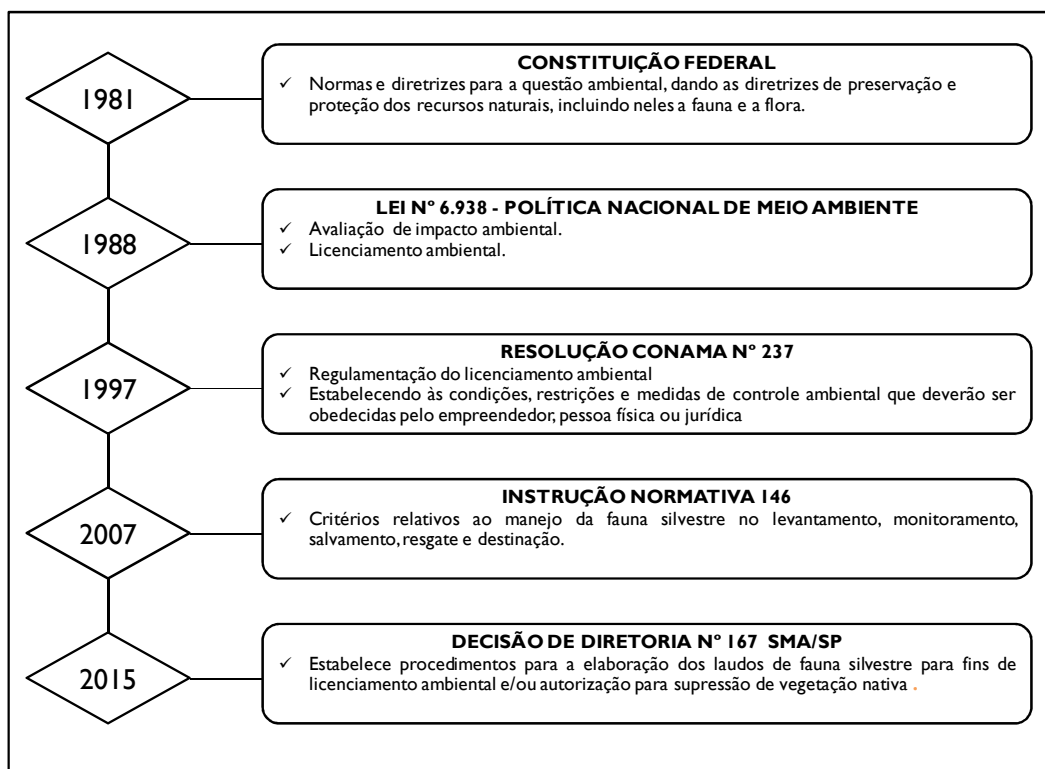 1981
CONSTITUIÇÃO FEDERAL
✓ Normas e diretrizes para a questão ambiental, dando as diretrizes de preservação e
proteção dos recursos naturais, incluindo neles a fauna e a flora.
1988
LEI Nº 6.938 - POLÍTICA NACIONAL DE MEIO AMBIENTE
✓ Avaliação de impacto ambiental.
✓ Licenciamento ambiental.
1997
RESOLUÇÃO CONAMA Nº 237
✓ Regulamentação do licenciamento ambiental
✓ Estabelecendo às condições, restrições e medidas de controle ambiental que deverão ser
obedecidas pelo empreendedor, pessoa física ou jurídica
2007
INSTRUÇÃO NORMATIVA 146
✓ Critérios relativos ao manejo da fauna silvestre no levantamento, monitoramento,
salvamento, resgate e destinação.
2015
DECISÃO DE DIRETORIA Nº 167 SMA/SP
✓ Estabelece procedimentos para a elaboração dos laudos de fauna silvestre para fins de
licenciamento ambiental e/ou autorização para supressão de vegetação nativa .